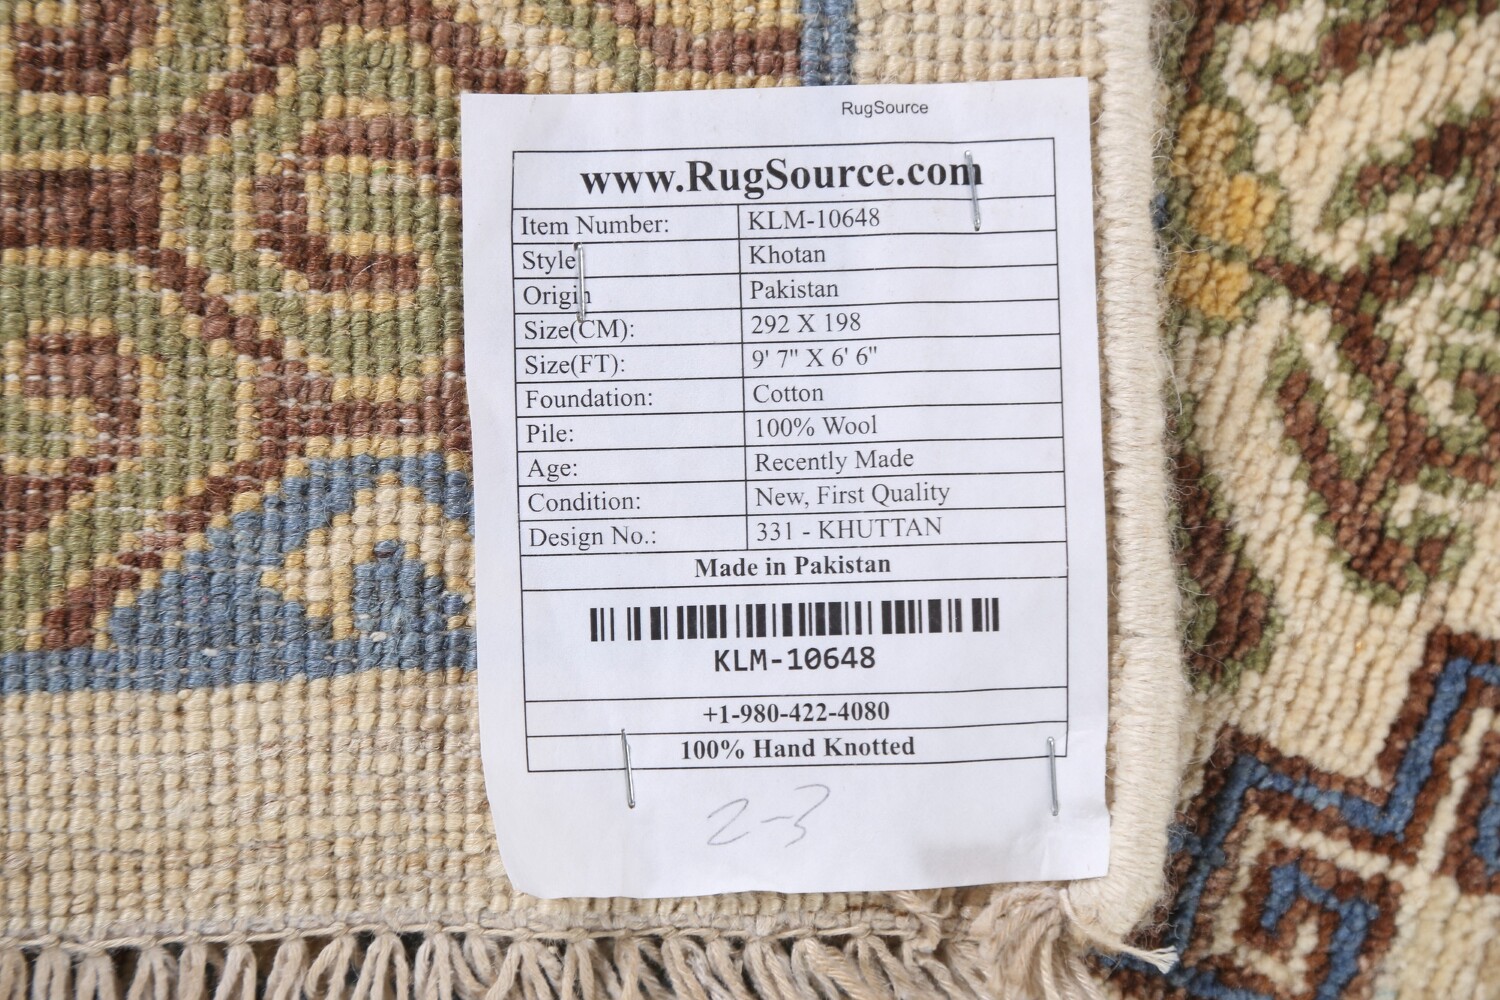 RugSource
www.RugSource.com
Item Number: KLM-10648
Style Khotan
Origin Pakistan
Size(CM): 292 X 198
Size(FT): 9' 7" X 6' 6"
Foundation: Cotton
Pile: 100% Wool
Age: Recently Made
Condition: New, First Quality
Design No.: 331 - KHUTTAN
Made in Pakistan
KLM-10648
+1-980-422-4080
100% Hand Knotted
2-3